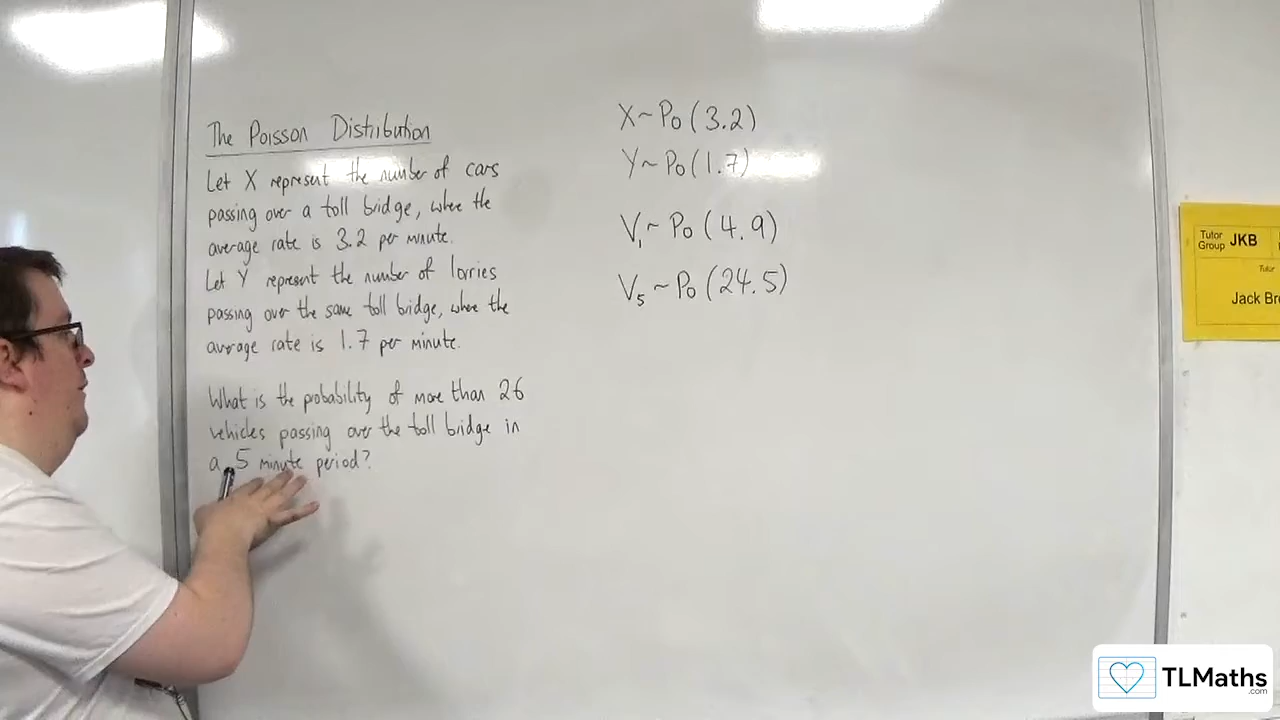 The Poisson Distribution
Let X represent the number of cars
passing over a toll bridge, where the
average rate is 3.2 per minute.
Let Y represent the number of lorries
passing over the same toll bridge, where the
average rate is 1.7 per minute.
What is the probability of more than 26
vehicles passing over the toll bridge in
a 5 minute period?
X~Po(3.2)
Y~Po(1.7)
V₁~Po(4.9)
V₅~Po(24.5)
Tutor
Group JKB
Tutor
Jack
TLMaths
.com